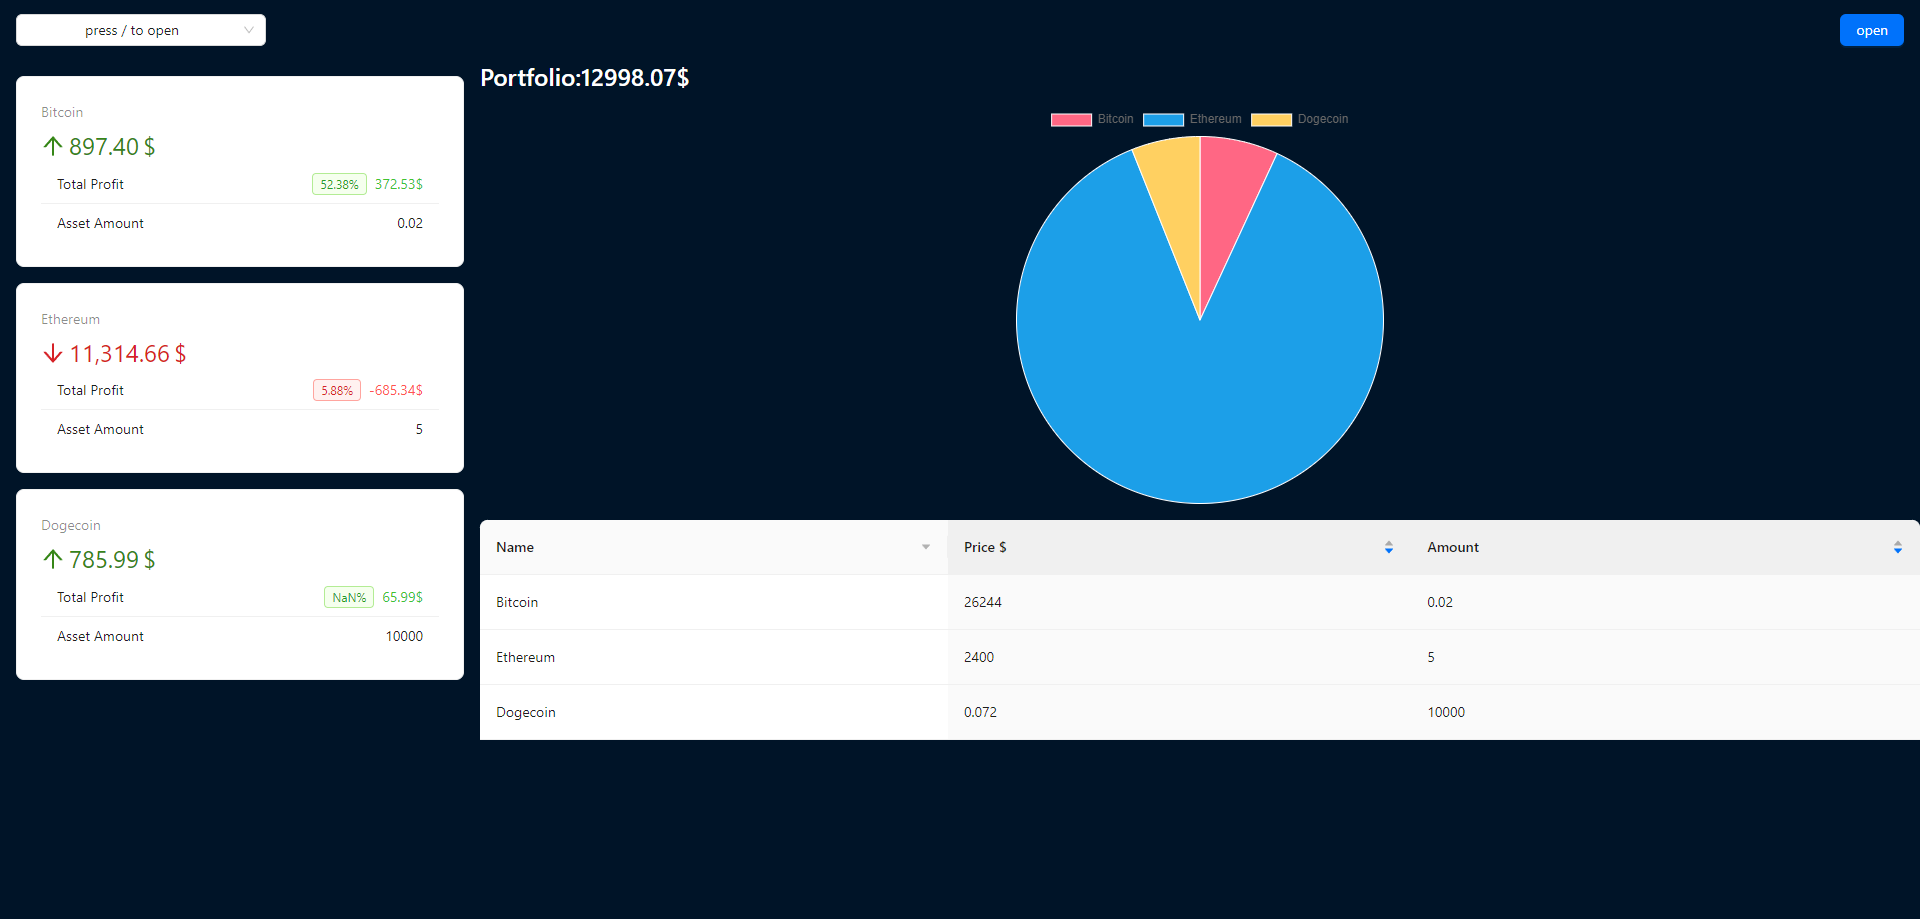 press / to open
open
Bitcoin
897.40 $
Total Profit 52.38% 372.53$
Asset Amount 0.02
Ethereum
11,314.66 $
Total Profit 5.88% -685.34$
Asset Amount 5
Dogecoin
785.99 $
Total Profit NaN% 65.99$
Asset Amount 10000
Portfolio:12998.07$
Bitcoin Ethereum Dogecoin
Name Price $ Amount
Bitcoin 26244 0.02
Ethereum 2400 5
Dogecoin 0.072 10000